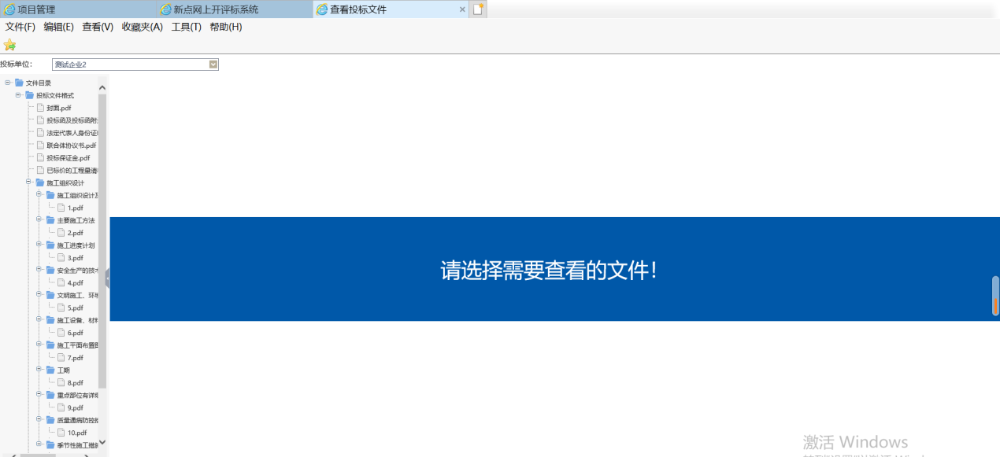 项目管理
新点网上开评标系统
查看投标文件
文件(F) 编辑(E) 查看(V) 收藏夹(A) 工具(T) 帮助(H)
投标单位：
测试企业2
文件目录
投标文件格式
封面.pdf
投标函及投标函附
法定代表人身份证
联合体协议书.pdf
投标保证金.pdf
已标价的工程量清
施工组织设计
施工组织设计及
1.pdf
主要施工方法
2.pdf
施工进度计划
3.pdf
安全生产的技术
4.pdf
文明施工、环境
5.pdf
施工设备、材料
6.pdf
施工平面布置图
7.pdf
工期
8.pdf
重点部位有详细
9.pdf
质量通病防控措
10.pdf
季节性施工措施
请选择需要查看的文件！
激活 Windows